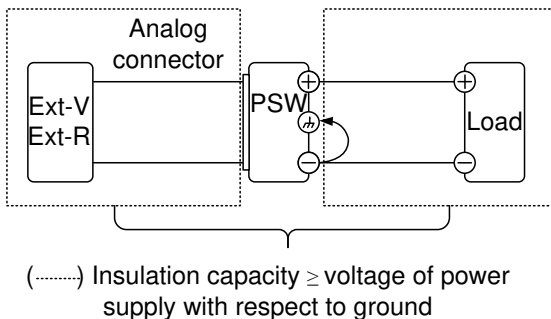 Analog
connector
Ext-V
Ext-R
PSW
+
+
Load
−
−
(--------) Insulation capacity ≥ voltage of power
supply with respect to ground